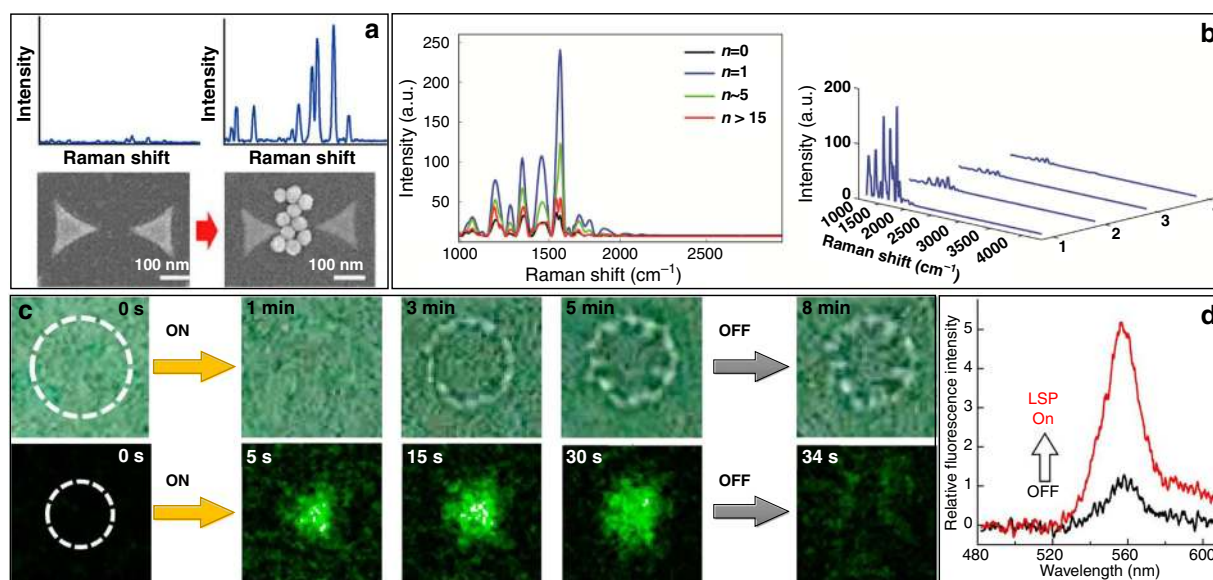 a
Intensity
Raman shift
Intensity
Raman shift
100 nm
100 nm
b
250
200
150
100
50
Intensity (a.u.)
n=0
n=1
n~5
n > 15
1000 1500 2000 2500
Raman shift (cm–1)
200
100
0
Intensity (a.u.)
1000
1500
2000
2500
3000
3500
4000
Raman shift (cm–1)
1
2
3
c
0 s
ON
1 min
3 min
5 min
OFF
8 min
0 s
ON
5 s
15 s
30 s
OFF
34 s
d
5
4
3
2
1
0
Relative fluorescence intensity
LSP
On
OFF
480 520 560 600
Wavelength (nm)